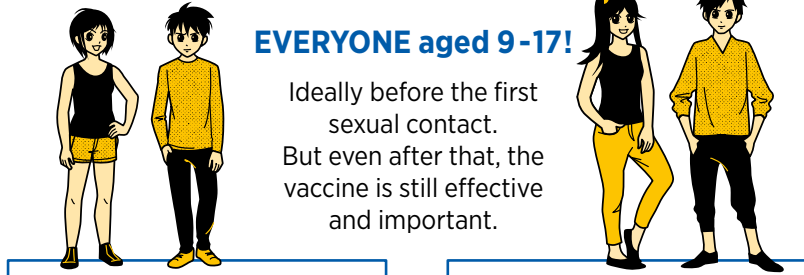 EVERYONE aged 9-17!
Ideally before the first
sexual contact.
But even after that, the
vaccine is still effective
and important.